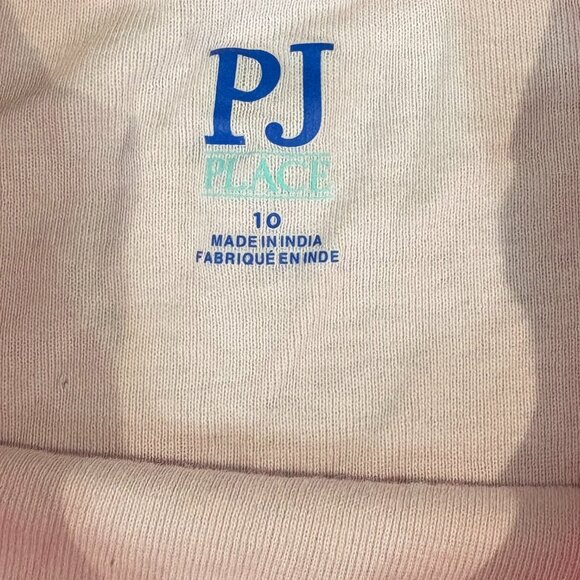 PJ
PLACE
10
MADE IN INDIA
FABRIQUÉ EN INDE